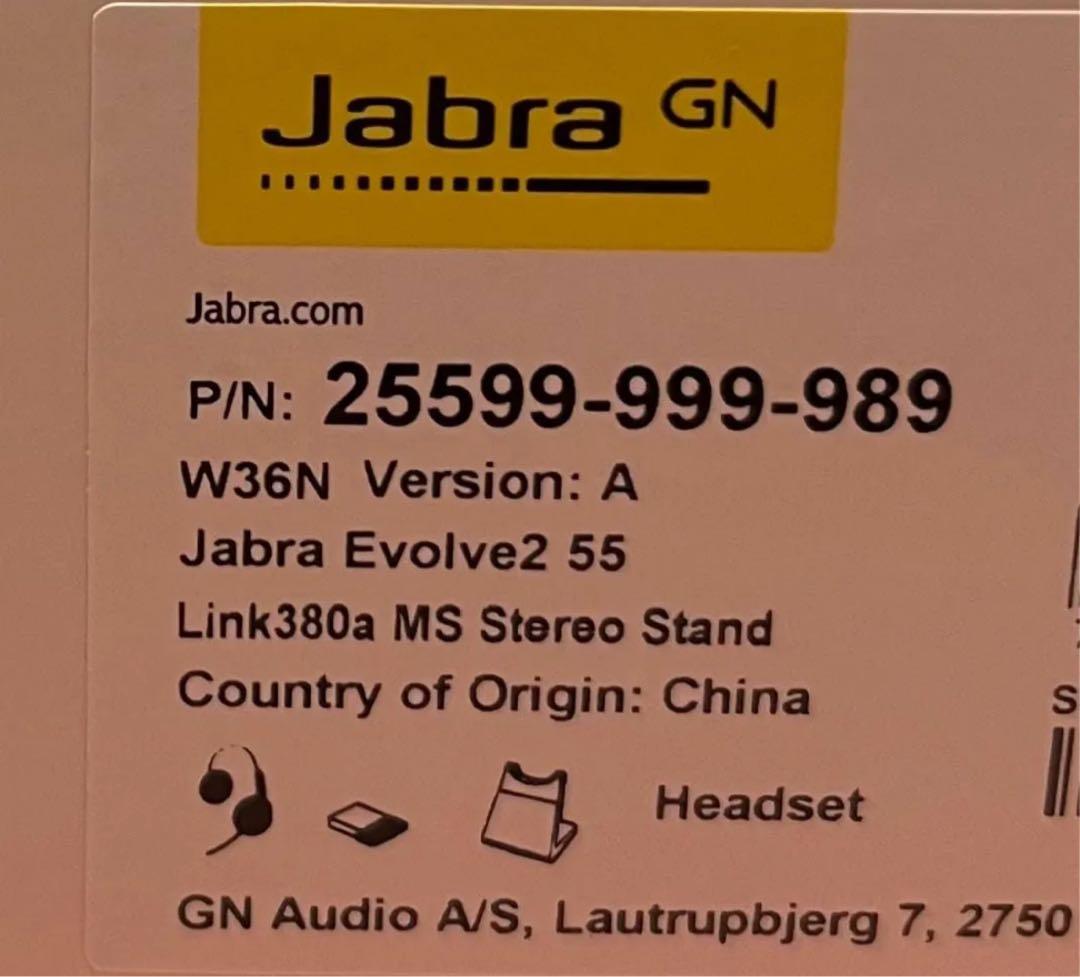 Jabra GN
Jabra.com
P/N: 25599-999-989
W36N Version: A
Jabra Evolve2 55
Link380a MS Stereo Stand
Country of Origin: China
S
Headset
GN Audio A/S, Lautrupbjerg 7, 2750